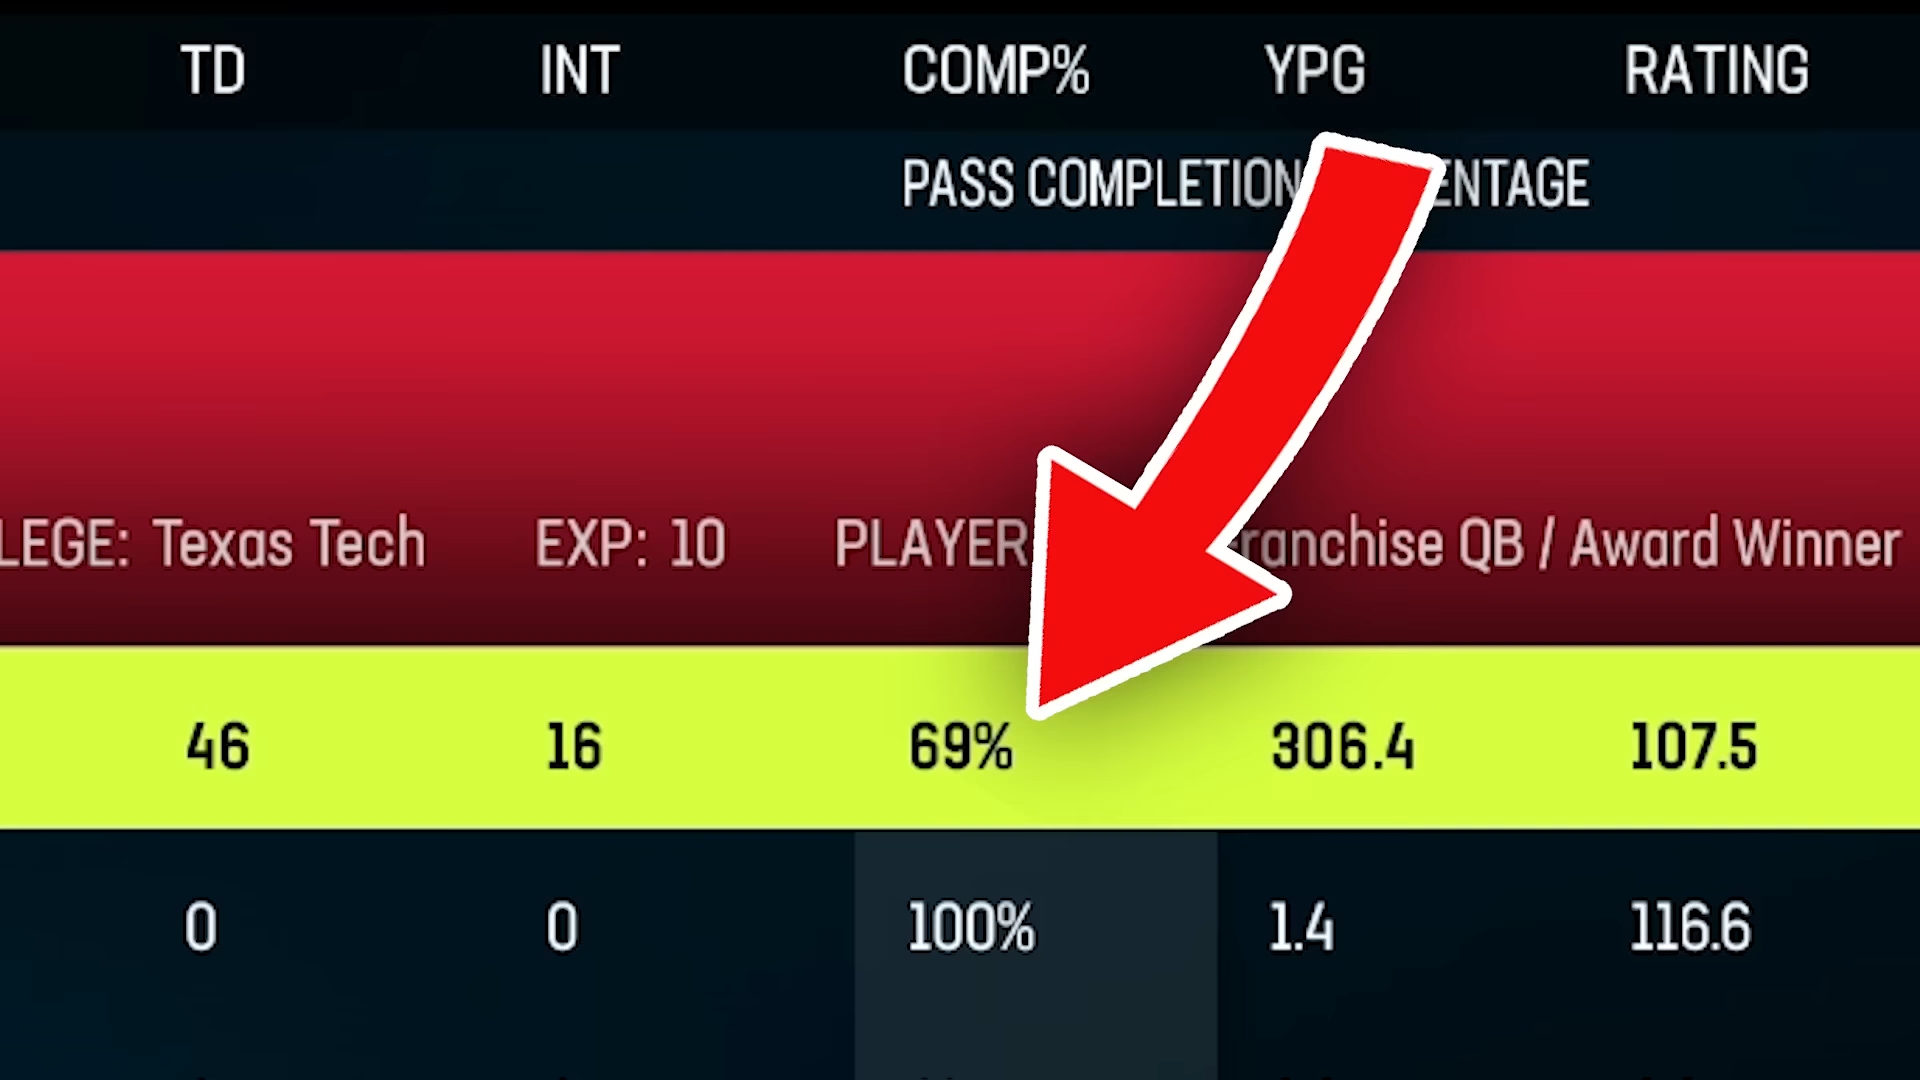 TD INT COMP% YPG RATING
PASS COMPLETION ENTAGE
LEGE: Texas Tech EXP: 10 PLAYER ranchise QB / Award Winner
46 16 69% 306.4 107.5
0 0 100% 1.4 116.6